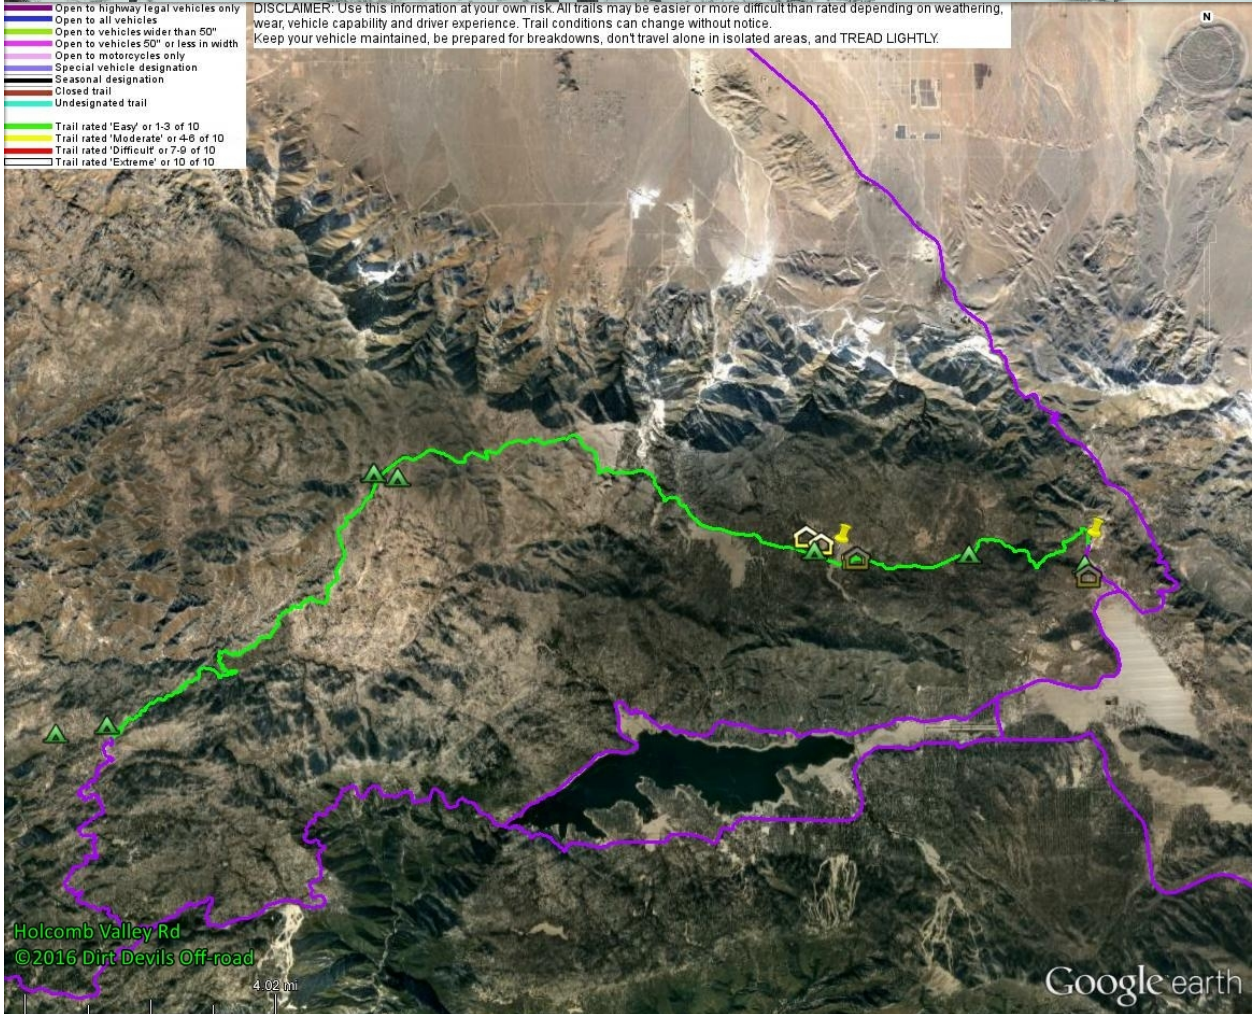 Open to highway legal vehicles only
Open to all vehicles
Open to vehicles wider than 50"
Open to vehicles 50" or less in width
Open to motorcycles only
Special vehicle designation
Seasonal designation
Closed trail
Undesignated trail
Trail rated 'Easy' or 1-3 of 10
Trail rated 'Moderate' or 4-6 of 10
Trail rated 'Difficult' or 7-9 of 10
Trail rated 'Extreme' or 10 of 10
DISCLAIMER: Use this information at your own risk. All trails may be easier or more difficult than rated depending on weathering,
wear, vehicle capability and driver experience. Trail conditions can change without notice.
Keep your vehicle maintained, be prepared for breakdowns, don't travel alone in isolated areas, and TREAD LIGHTLY.
N
Holcomb Valley Rd
©2016 Dirt Devils Off-road
4.02 mi
Google earth